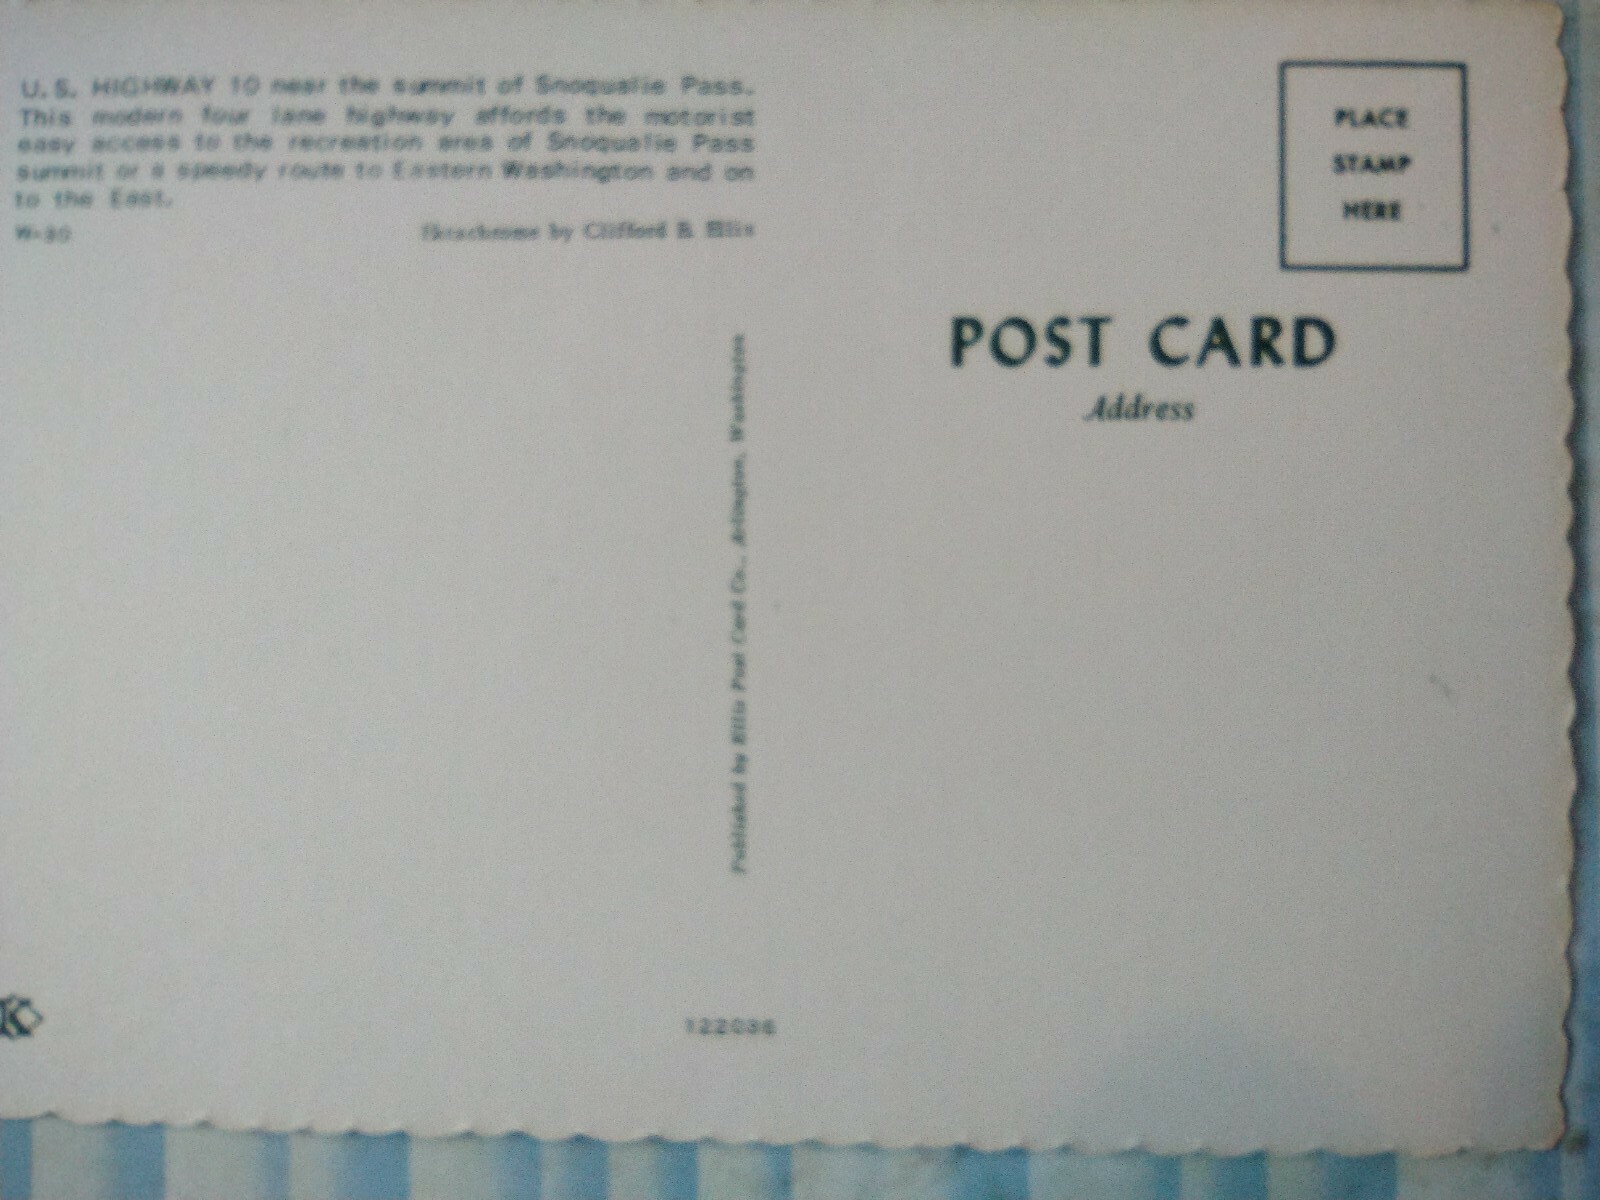 U.S. HIGHWAY 10 near the summit of Snoqualie Pass.
This modern four lane highway affords the motorist
easy access to the recreation area of Snoqualie Pass
summit or a speedy route to Eastern Washington and on
to the East.
W-30
Ektachrome by Clifford B. Ellis
PLACE
STAMP
HERE
POST CARD
Address
Published by Ellis Post Card Co., Arlington, Washington
K
122036